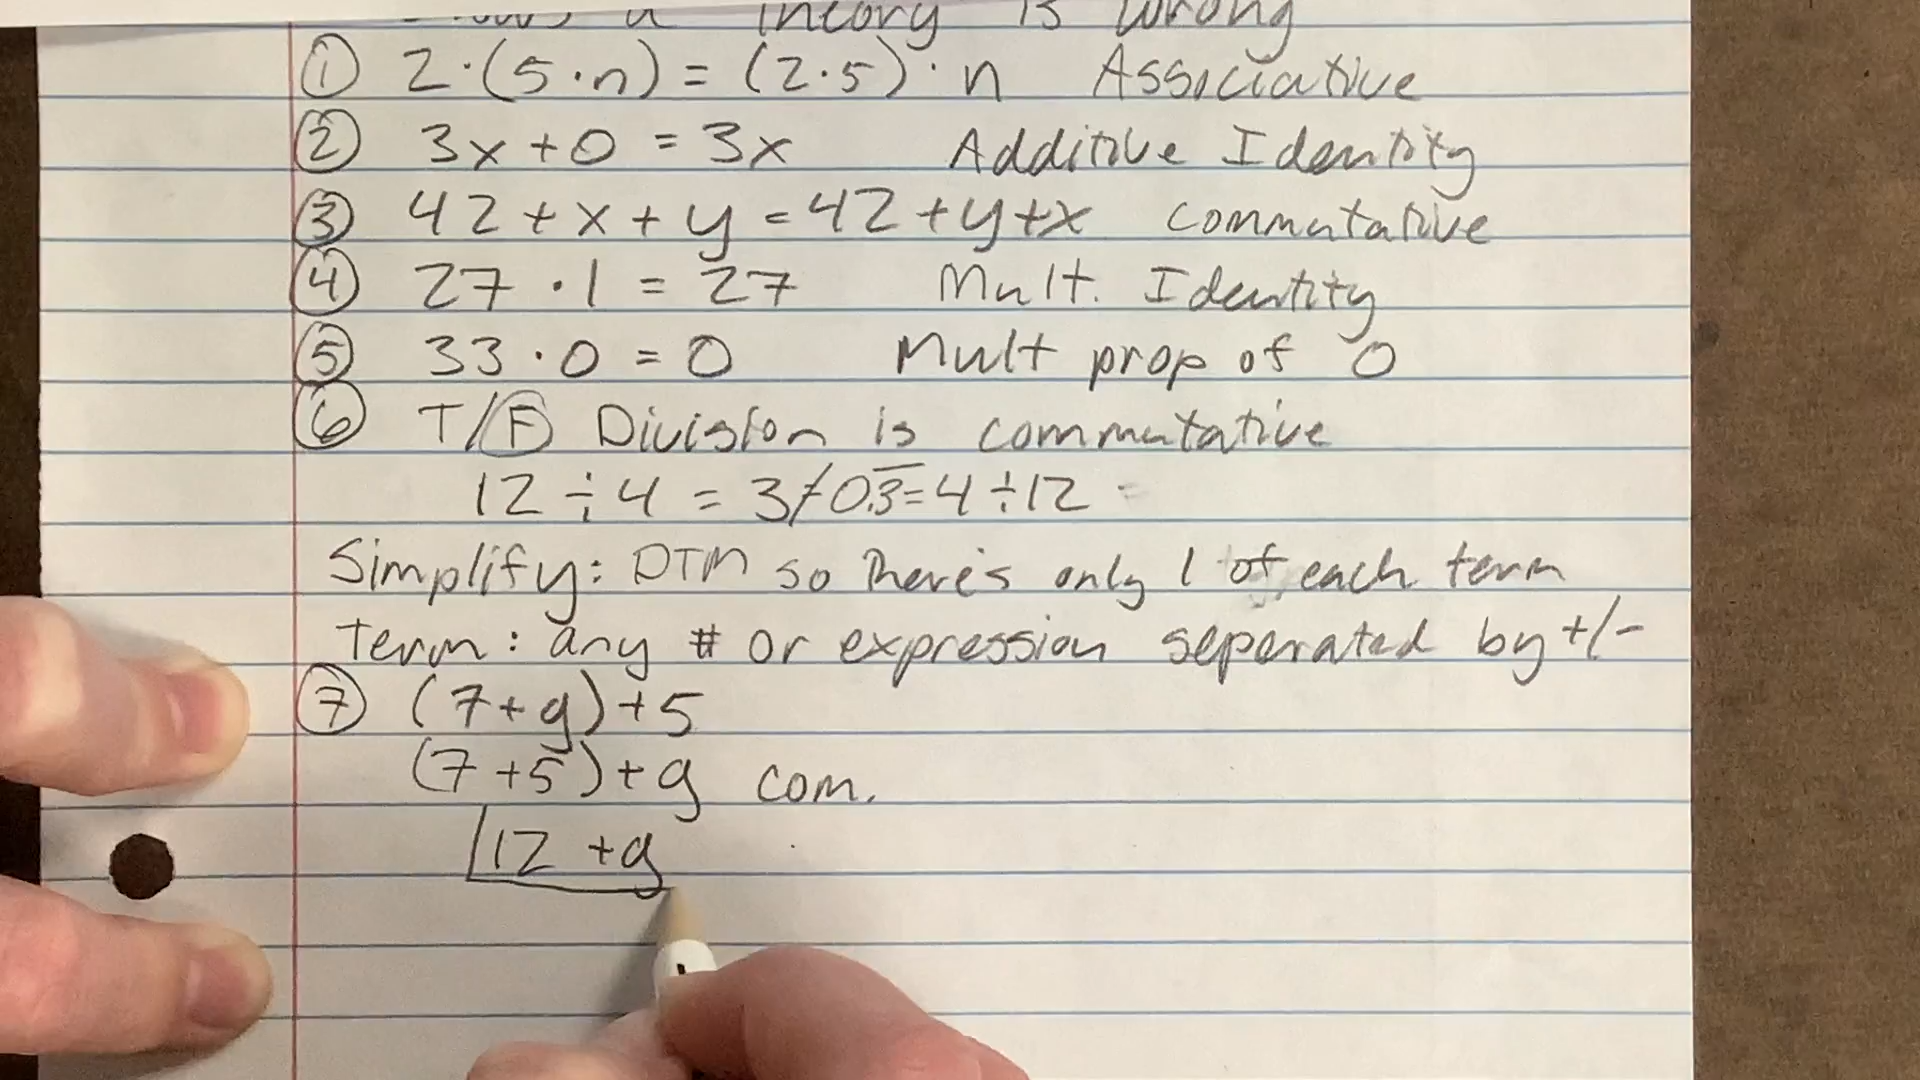 a theory is wrong
① 2·(5·n) = (2·5)·n Associative
② 3x+0 = 3x Additive Identity
③ 42+x+y=42+y+x commutative
④ 27·1 = 27 Mult. Identity
⑤ 33·0 = 0 Mult prop of 0
⑥ T/F Division is commutative
12÷4 = 3≠0.3̅=4÷12 =
Simplify: DTM so there's only 1 of each term
Term: any # or expression seperated by +/-
⑦ (7+g)+5
(7+5)+g com.
12+g